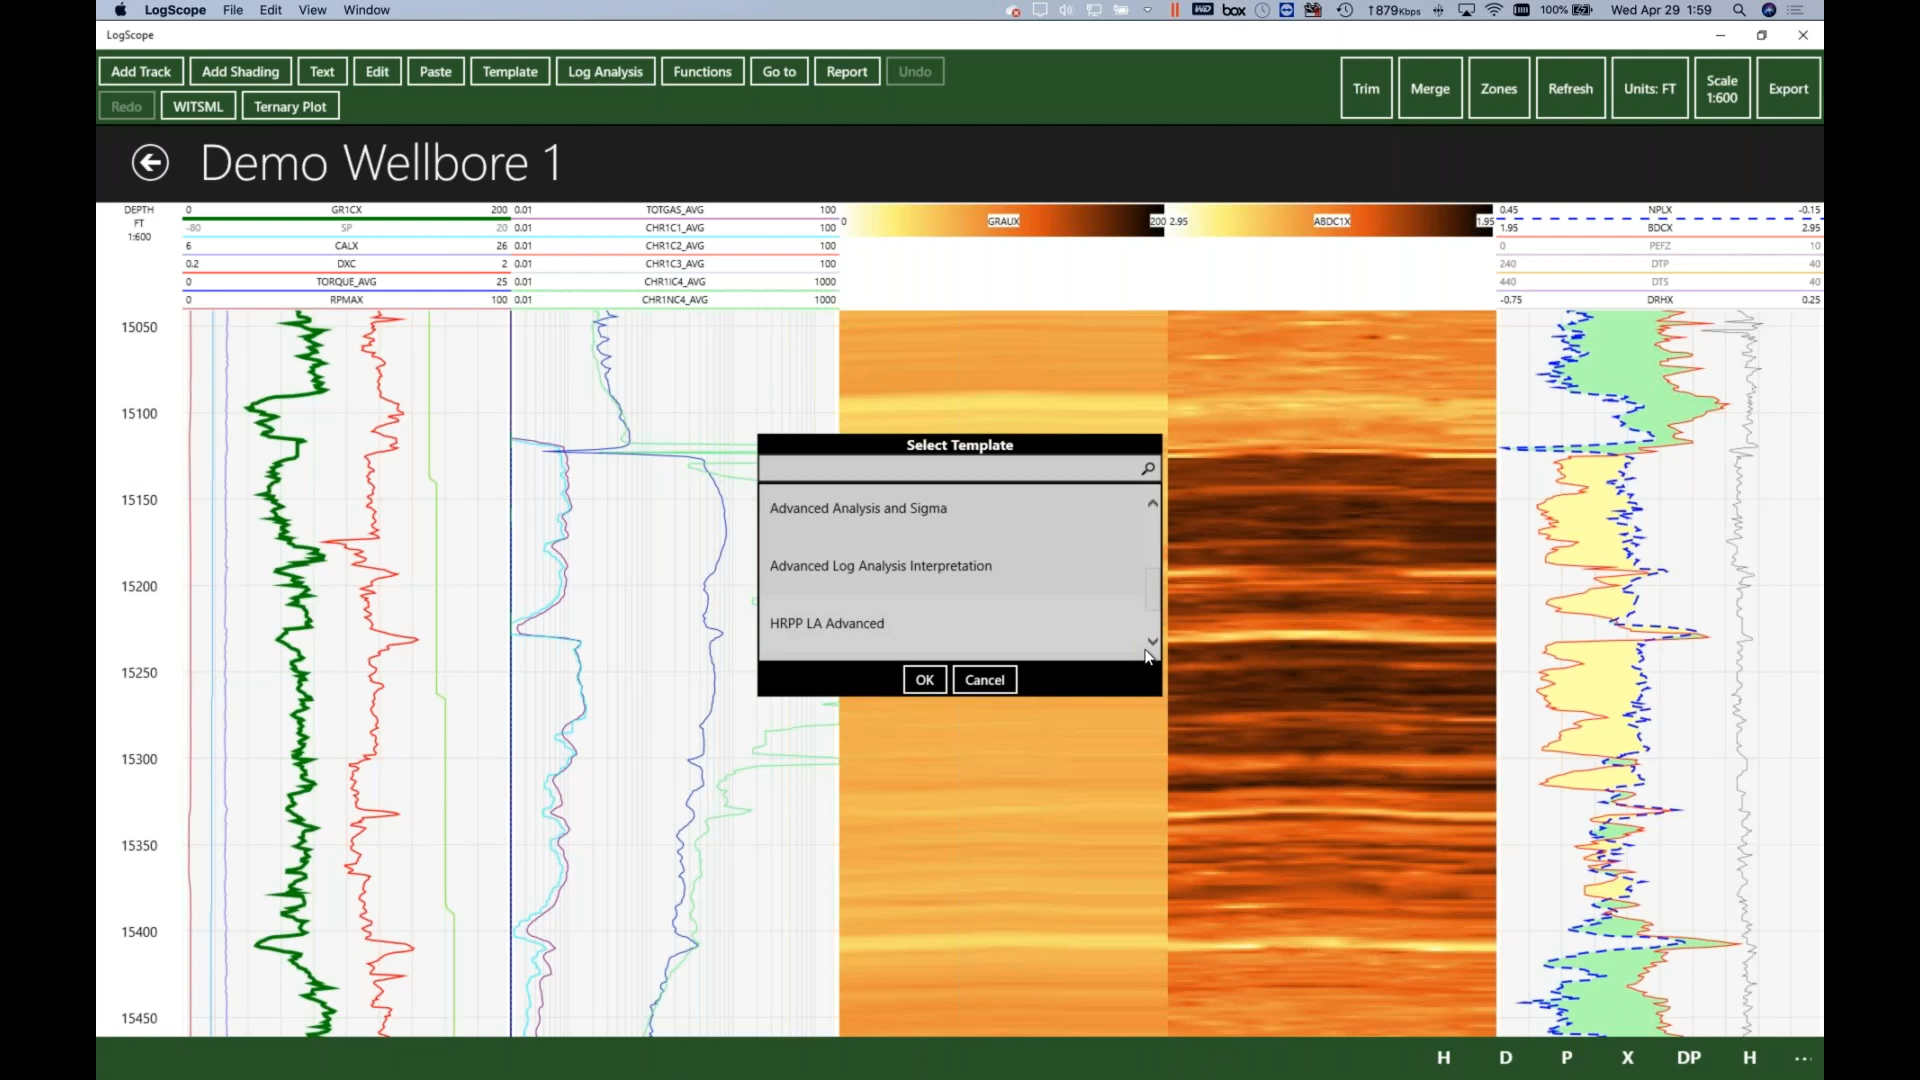 LogScope File Edit View Window WD box 879Kbps 100% Wed Apr 29 1:59
LogScope
Add Track Add Shading Text Edit Paste Template Log Analysis Functions Go to Report Undo
Redo WITSML Ternary Plot
Trim Merge Zones Refresh Units: FT Scale 1:600 Export
Demo Wellbore 1
DEPTH
FT
1:600
0 GR1CX 200
-80 SP 20
6 CALX 26
0.2 DXC 2
0 TORQUE_AVG 25
0 RPMAX 100
0.01 TOTGAS_AVG 100
0.01 CHR1C1_AVG 100
0.01 CHR1C2_AVG 100
0.01 CHR1C3_AVG 100
0.01 CHR1IC4_AVG 1000
0.01 CHR1NC4_AVG 1000
0 GRAUX 200
2.95 ABDC1X 1.95
0.45 NPLX -0.15
1.95 BDCX 2.95
0 PEFZ 10
240 DTP 40
440 DTS 40
-0.75 DRHX 0.25
15050
15100
15150
15200
15250
15300
15350
15400
15450
Select Template
Advanced Analysis and Sigma
Advanced Log Analysis Interpretation
HRPP LA Advanced
OK Cancel
H D P X DP H ...